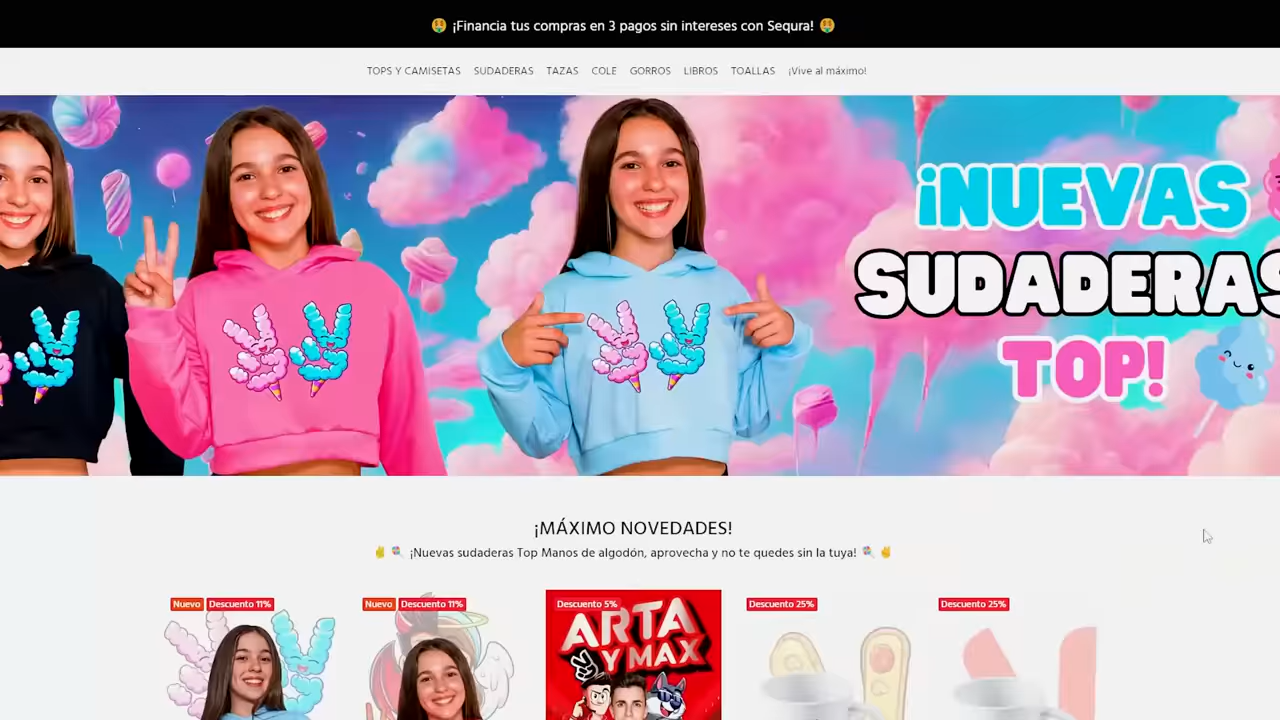 🤑 ¡Financia tus compras en 3 pagos sin intereses con Sequra! 🤑
TOPS Y CAMISETAS SUDADERAS TAZAS COLE GORROS LIBROS TOALLAS ¡Vive al máximo!
¡NUEVAS
SUDADERAS
TOP!
¡MÁXIMO NOVEDADES!
✌️ 🍭 ¡Nuevas sudaderas Top Manos de algodón, aprovecha y no te quedes sin la tuya! 🍭 ✌️
Nuevo Descuento 11%
Nuevo Descuento 11%
Descuento 5%
ARTA
Y MAX
Descuento 25%
Descuento 25%